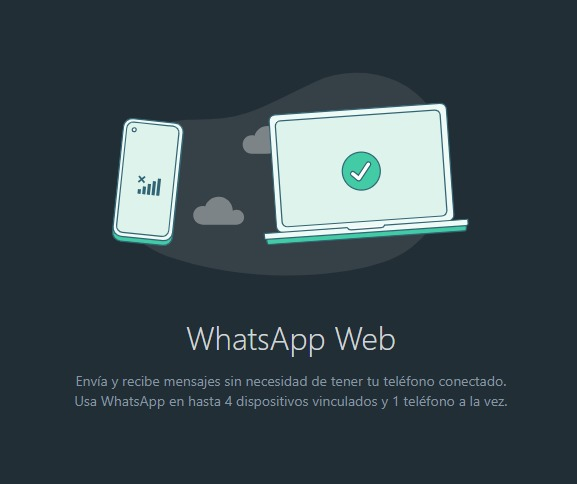 WhatsApp Web
Envía y recibe mensajes sin necesidad de tener tu teléfono conectado.
Usa WhatsApp en hasta 4 dispositivos vinculados y 1 teléfono a la vez.